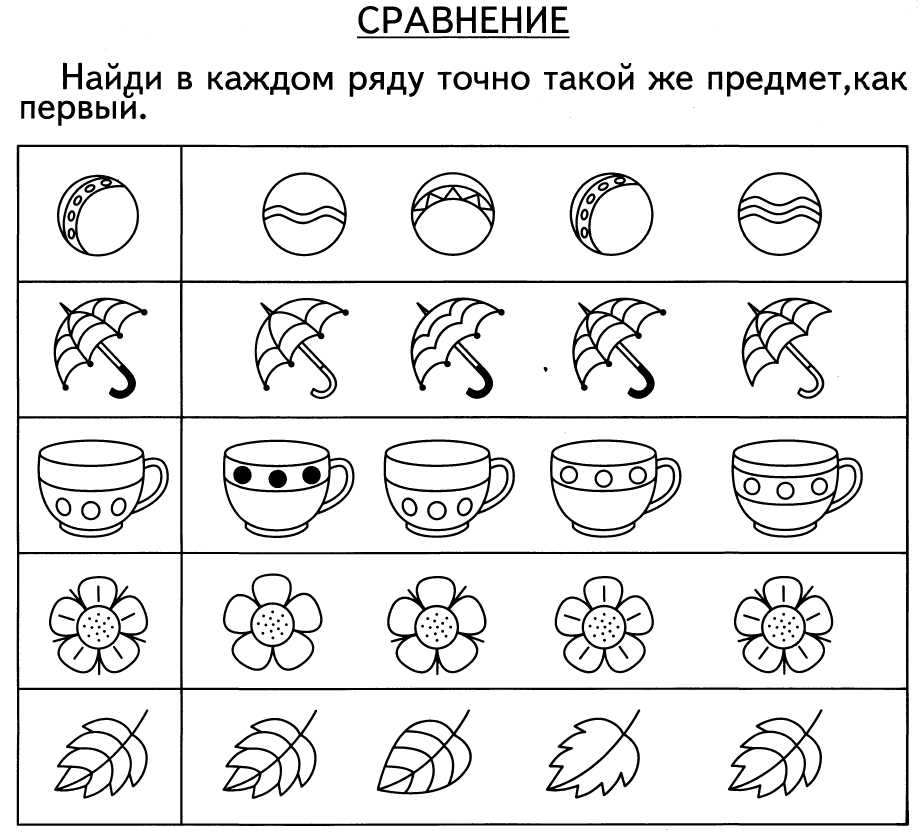 СРАВНЕНИЕ
Найди в каждом ряду точно такой же предмет,как
первый.